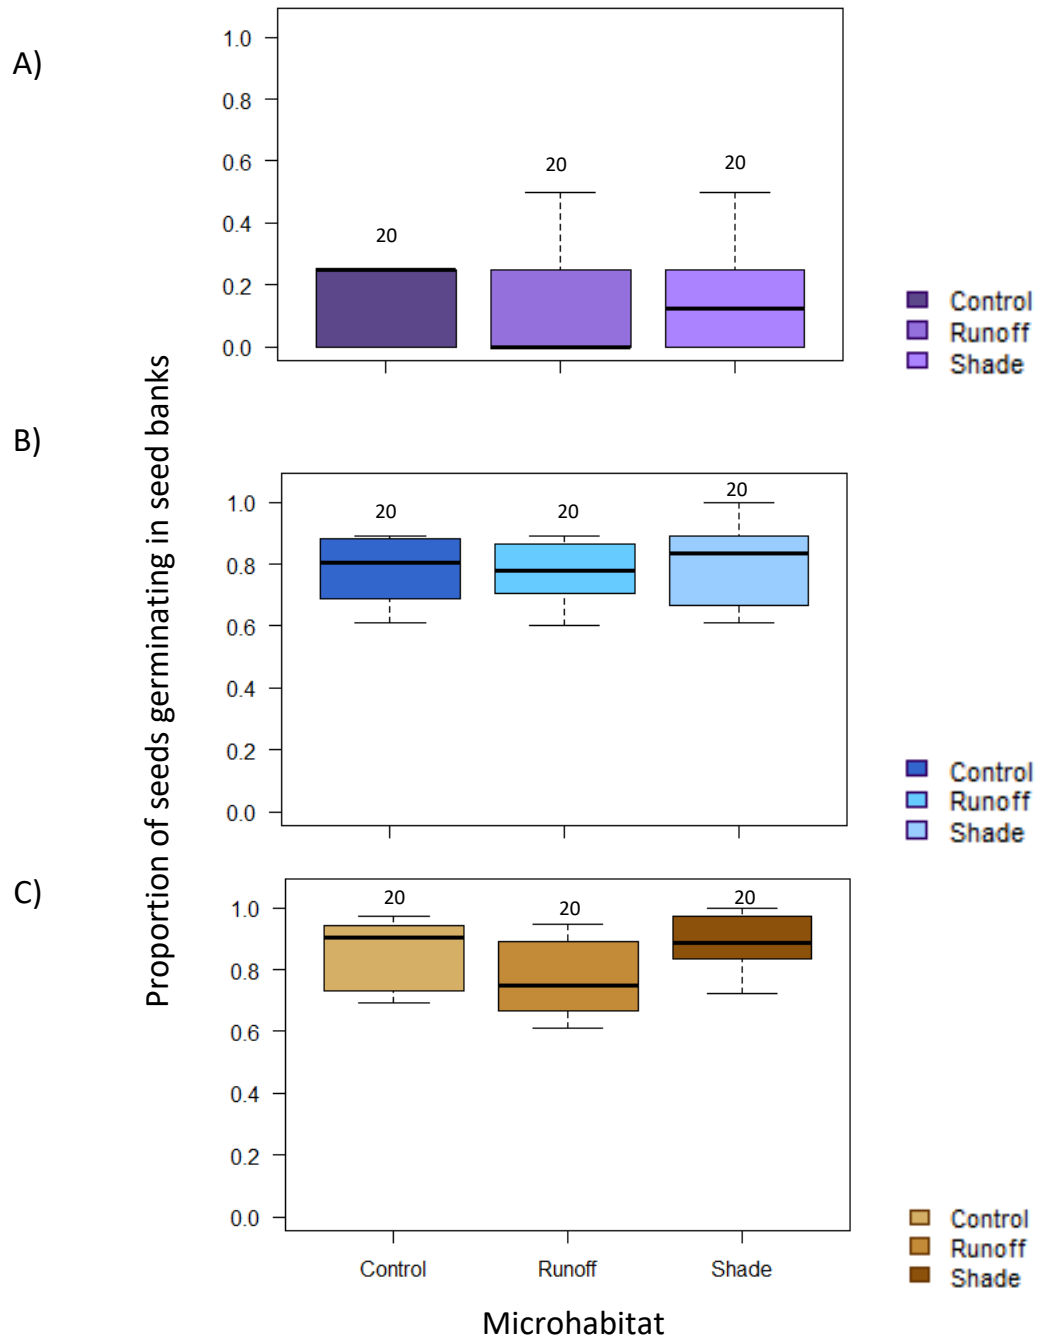 A)
1.0
0.8
0.6
0.4
0.2
0.0
20
20
20
Control
Runoff
Shade
Proportion of seeds germinating in seed banks
B)
1.0
0.8
0.6
0.4
0.2
0.0
20
20
20
Control
Runoff
Shade
C)
1.0
0.8
0.6
0.4
0.2
0.0
20
20
20
Control
Runoff
Shade
Control Runoff Shade
Microhabitat